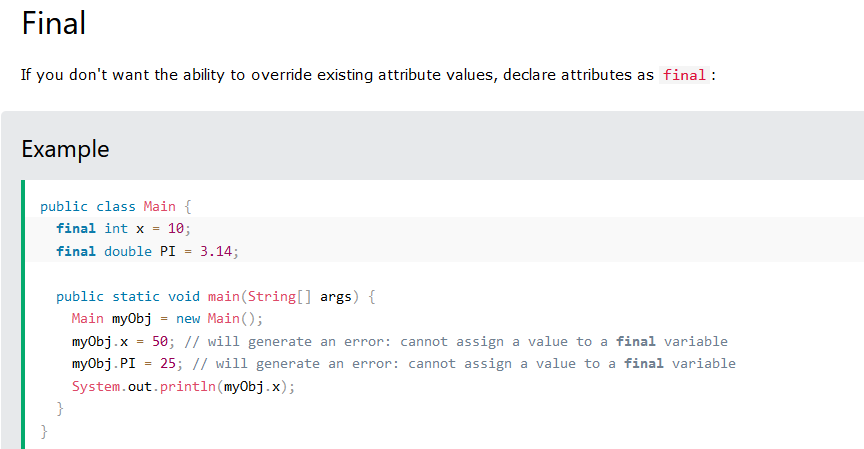 Final
If you don't want the ability to override existing attribute values, declare attributes as final:
Example
public class Main {
final int x = 10;
final double PI = 3.14;
public static void main(String[] args) {
Main myObj = new Main();
myObj.x = 50; // will generate an error: cannot assign a value to a final variable
myObj.PI = 25; // will generate an error: cannot assign a value to a final variable
System.out.println(myObj.x);
}
}